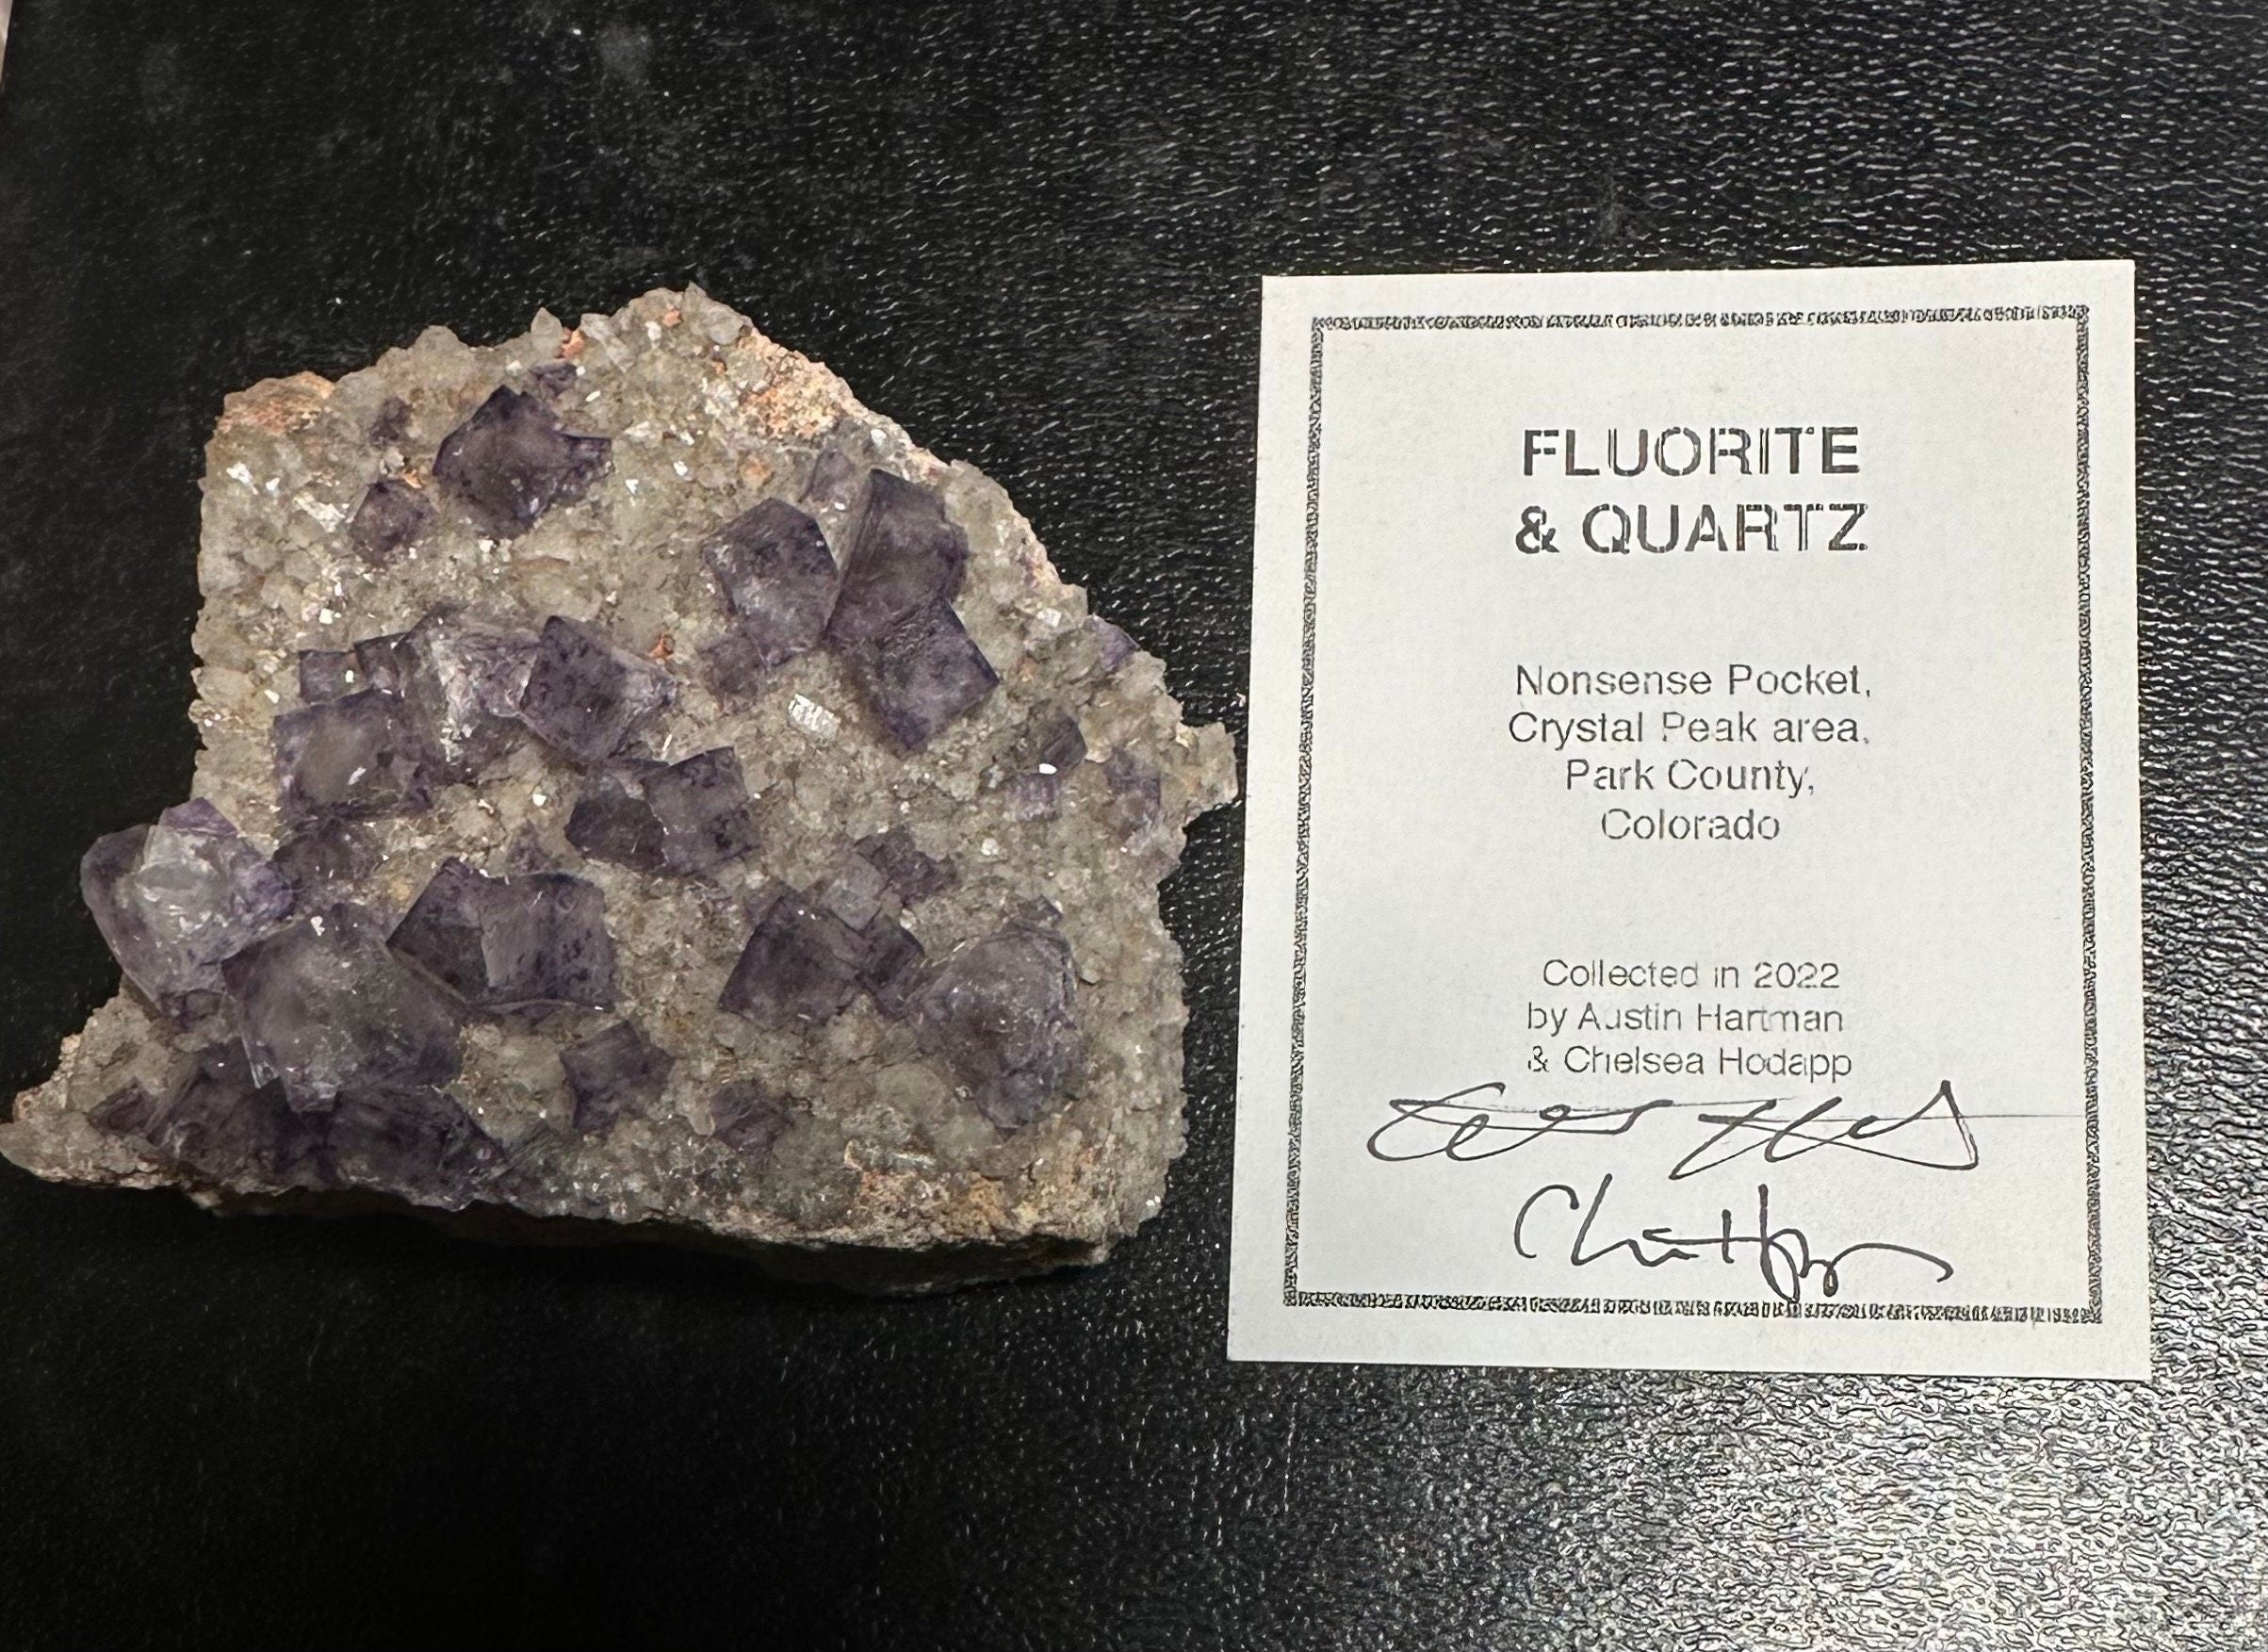 FLUORITE
& QUARTZ
Nonsense Pocket,
Crystal Peak area,
Park County,
Colorado
Collected in 2022
by Austin Hartman
& Chelsea Hodapp